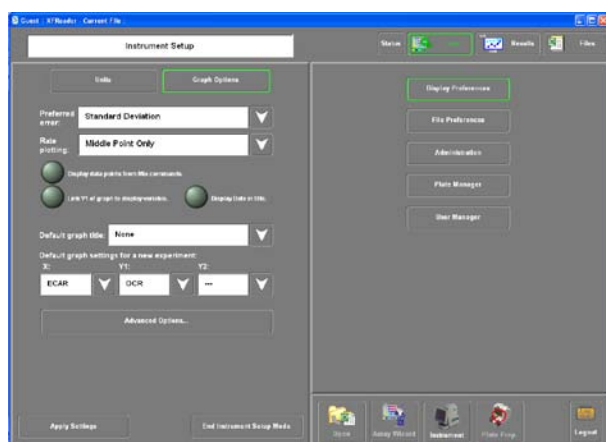 Guest | XFReader - Current File :
Instrument Setup
Status
Results
Files
Units
Graph Options
Preferred error:
Standard Deviation
Rate plotting:
Middle Point Only
Display data points from Mix commands.
Link Y1 of graph to display variables.
Display Date in title.
Default graph title:
None
Default graph settings for a new experiment:
X:
Y1:
Y2:
ECAR
OCR
---
Advanced Options...
Apply Settings
End Instrument Setup Mode
Display Preferences
File Preferences
Administration
Plate Manager
User Manager
Open
Assay Wizard
Instrument
Plate Prep
Logout